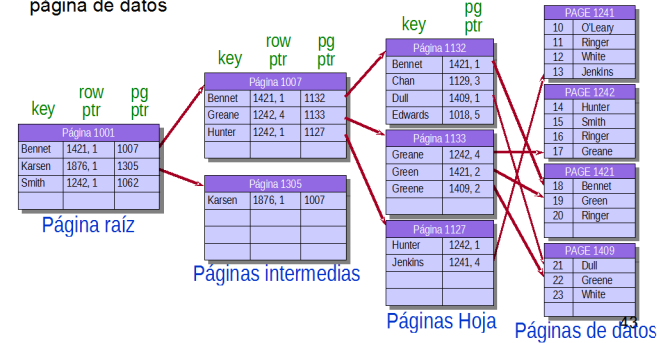 página de datos
key row ptr pg ptr
Página 1001
Bennet 1421, 1 1007
Karsen 1876, 1 1305
Smith 1242, 1 1062
Página raíz
key row ptr pg ptr
Página 1007
Bennet 1421, 1 1132
Greane 1242, 4 1133
Hunter 1242, 1 1127
Página 1305
Karsen 1876, 1 1007
Páginas intermedias
key pg ptr
Página 1132
Bennet 1421, 1
Chan 1129, 3
Dull 1409, 1
Edwards 1018, 5
Página 1133
Greane 1242, 4
Green 1421, 2
Greene 1409, 2
Página 1127
Hunter 1242, 1
Jenkins 1241, 4
Páginas Hoja
PAGE 1241
10 O'Leary
11 Ringer
12 White
13 Jenkins
PAGE 1242
14 Hunter
15 Smith
16 Ringer
17 Greane
PAGE 1421
18 Bennet
19 Green
20 Ringer
PAGE 1409
21 Dull
22 Greene
23 White
Páginas de datos
43